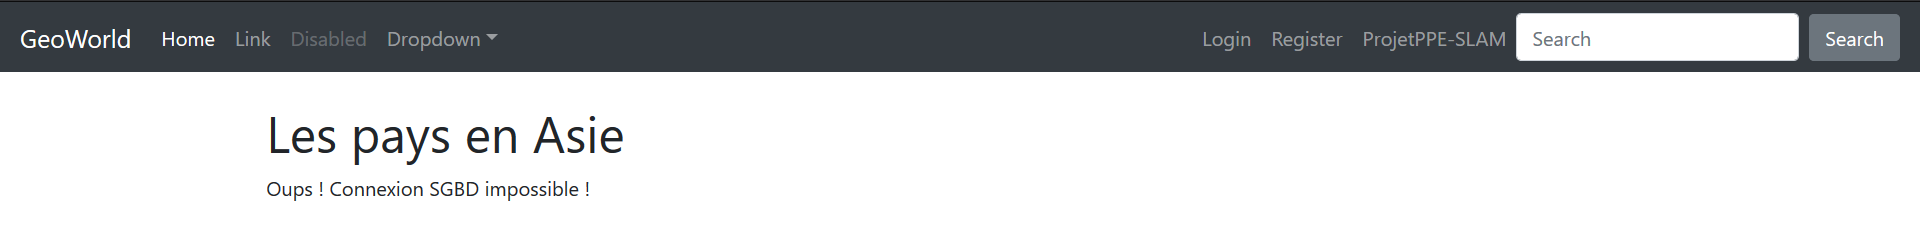 GeoWorld Home Link Disabled Dropdown Login Register ProjetPPE-SLAM Search Search
Les pays en Asie
Oups ! Connexion SGBD impossible !